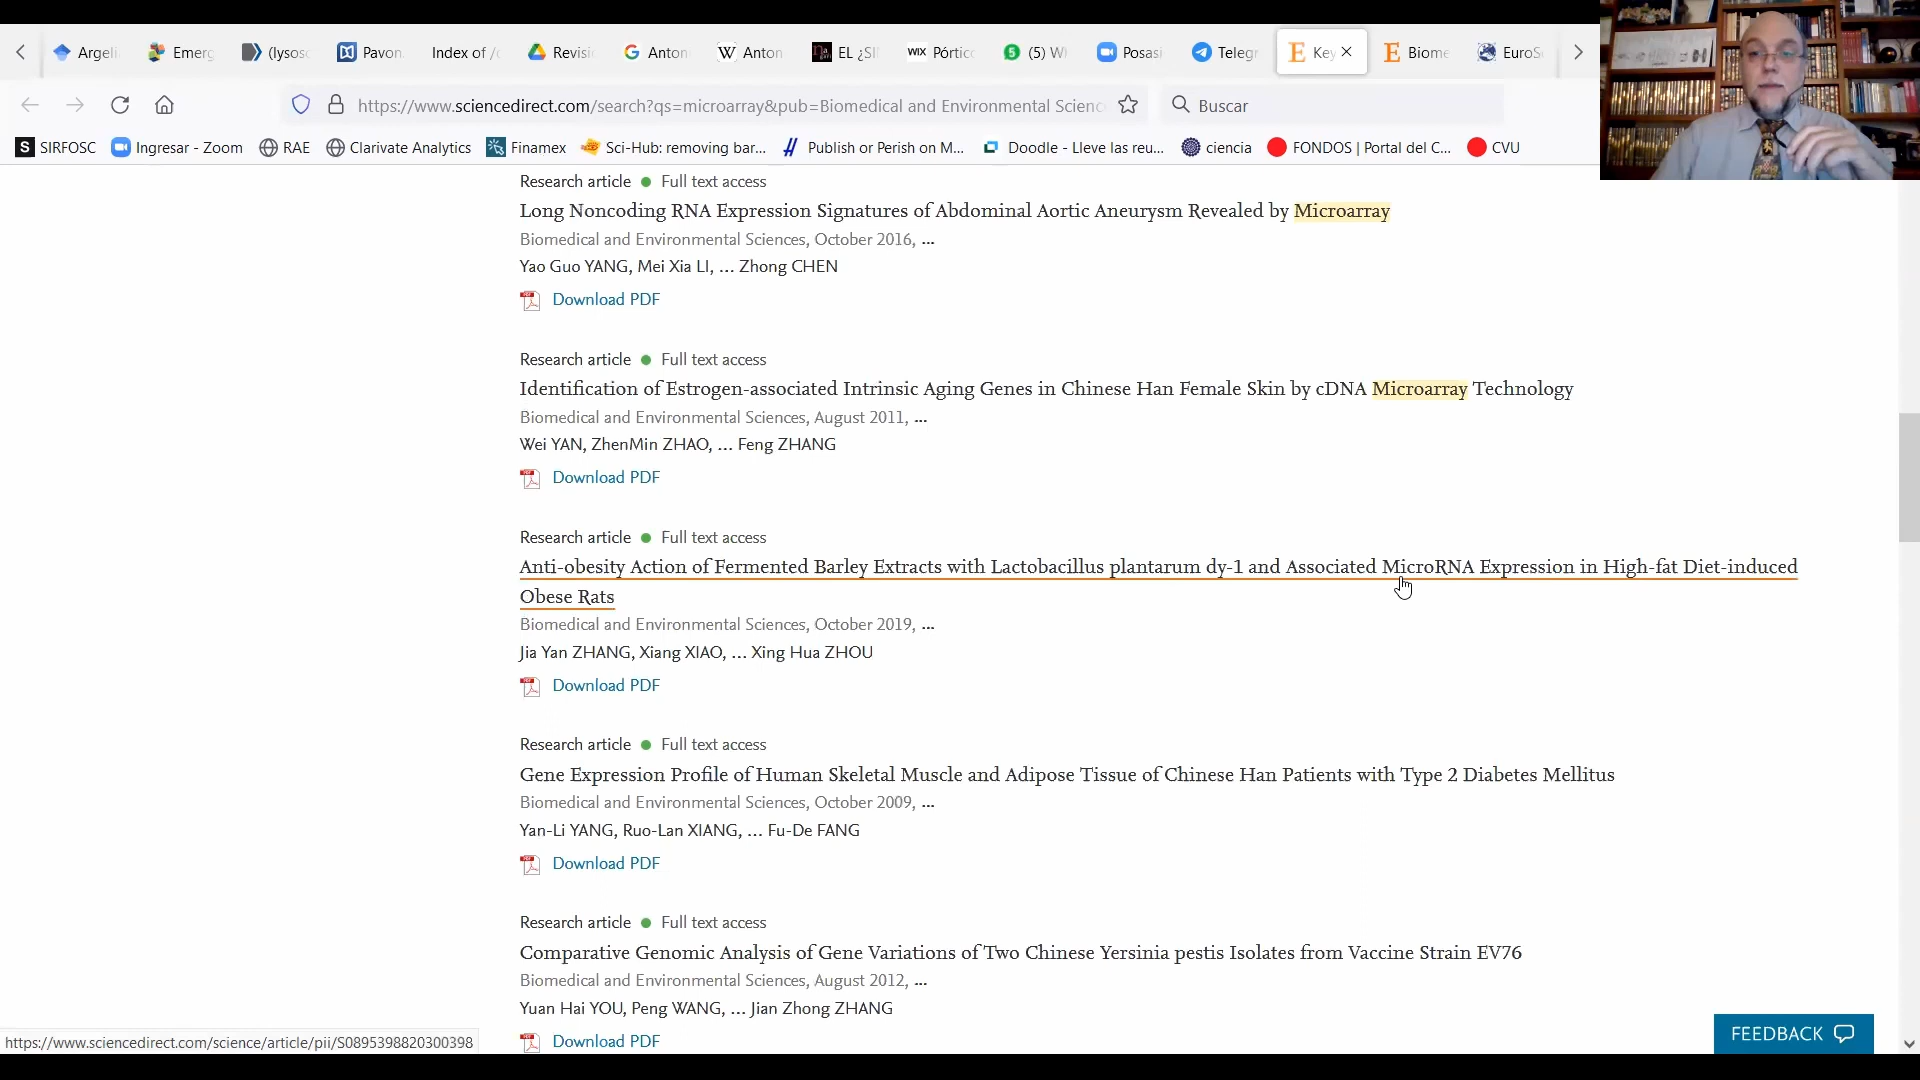 Argeli
Emerg
(lysoso
Pavon
Index of /c
Revisi
Anton
Anton
EL ¿SI
WIX Pórtic
(5) W
Posasi
Telegr
Key
Biome
EuroS
https://www.sciencedirect.com/search?qs=microarray&pub=Biomedical and Environmental Scienc
Buscar
SIRFOSC
Ingresar - Zoom
RAE
Clarivate Analytics
Finamex
Sci-Hub: removing bar...
Publish or Perish on M...
Doodle - Lleve las reu...
ciencia
FONDOS | Portal del C...
CVU
Research article Full text access
Long Noncoding RNA Expression Signatures of Abdominal Aortic Aneurysm Revealed by Microarray
Biomedical and Environmental Sciences, October 2016, ...
Yao Guo YANG, Mei Xia LI, ... Zhong CHEN
Download PDF
Research article Full text access
Identification of Estrogen-associated Intrinsic Aging Genes in Chinese Han Female Skin by cDNA Microarray Technology
Biomedical and Environmental Sciences, August 2011, ...
Wei YAN, ZhenMin ZHAO, ... Feng ZHANG
Download PDF
Research article Full text access
Anti-obesity Action of Fermented Barley Extracts with Lactobacillus plantarum dy-1 and Associated MicroRNA Expression in High-fat Diet-induced
Obese Rats
Biomedical and Environmental Sciences, October 2019, ...
Jia Yan ZHANG, Xiang XIAO, ... Xing Hua ZHOU
Download PDF
Research article Full text access
Gene Expression Profile of Human Skeletal Muscle and Adipose Tissue of Chinese Han Patients with Type 2 Diabetes Mellitus
Biomedical and Environmental Sciences, October 2009, ...
Yan-Li YANG, Ruo-Lan XIANG, ... Fu-De FANG
Download PDF
Research article Full text access
Comparative Genomic Analysis of Gene Variations of Two Chinese Yersinia pestis Isolates from Vaccine Strain EV76
Biomedical and Environmental Sciences, August 2012, ...
Yuan Hai YOU, Peng WANG, ... Jian Zhong ZHANG
Download PDF
https://www.sciencedirect.com/science/article/pii/S0895398820300398
FEEDBACK